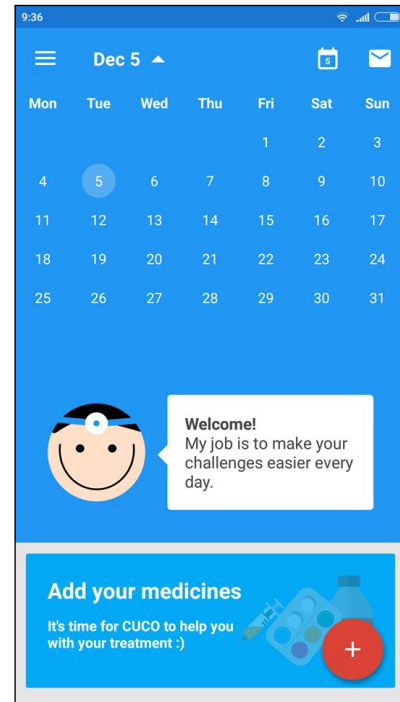 9:36
Dec 5
5
Mon Tue Wed Thu Fri Sat Sun
1 2 3
4 5 6 7 8 9 10
11 12 13 14 15 16 17
18 19 20 21 22 23 24
25 26 27 28 29 30 31
Welcome!
My job is to make your
challenges easier every
day.
Add your medicines
It's time for CUCO to help you
with your treatment :)
+